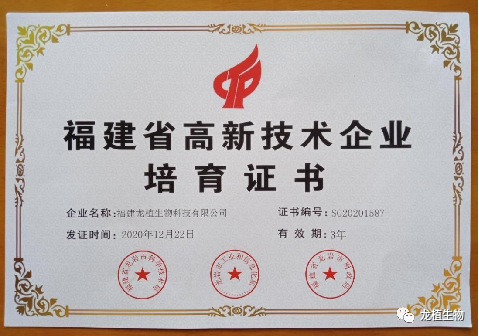 福建省高新技术企业
培育证书
企业名称:福建龙植生物科技有限公司
证书编号:SG20201587
发证时间:2020年12月22日
有效期:3年
龙植生物